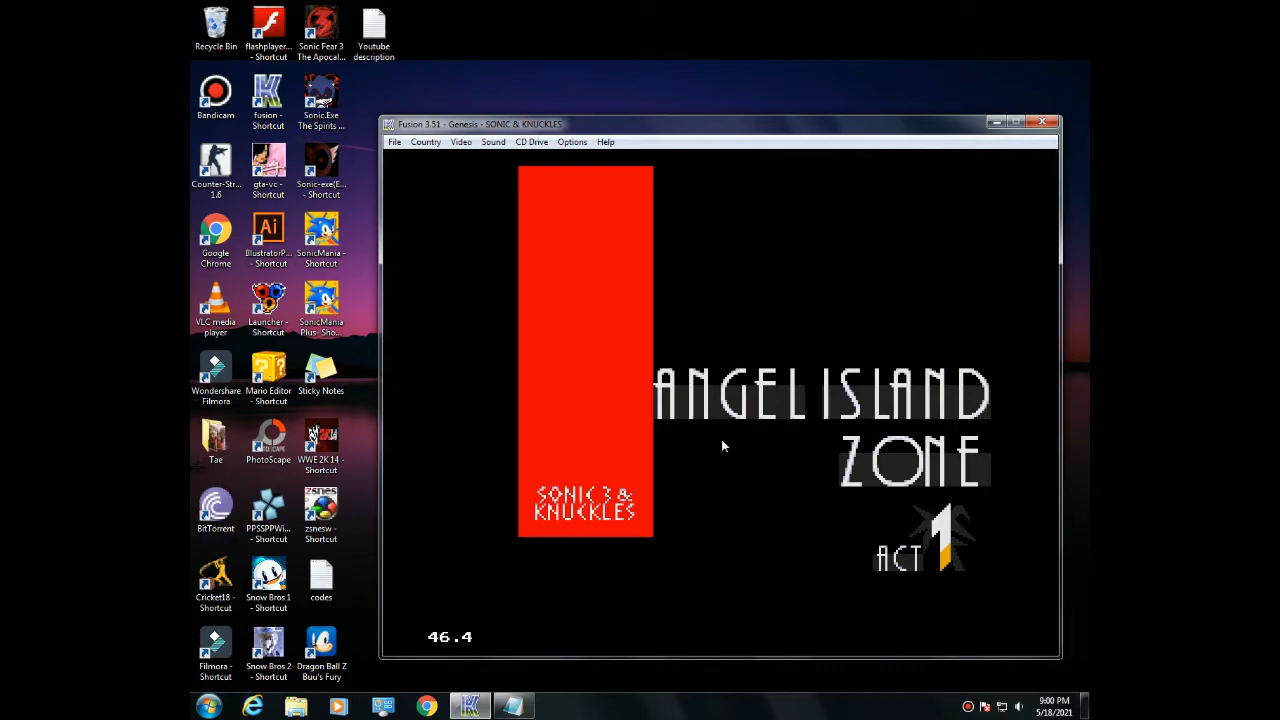 Recycle Bin
flashplayer... - Shortcut
Sonic Fear 3 The Apocal...
Youtube description
Bandicam
fusion - Shortcut
Sonic.Exe The Spirits ...
Counter-Str... 1.6
gta-vc - Shortcut
Sonic-exe(E... - Shortcut
Google Chrome
Ai
IllustratorP... - Shortcut
SonicMania - Shortcut
VLC media player
Launcher - Shortcut
SonicMania Plus- Sho...
Wondershare Filmora
Mario Editor - Shortcut
Sticky Notes
Tae
PhotoScape
WWE 2K14 - Shortcut
BitTorrent
PPSSPPWi... - Shortcut
zsnesw - Shortcut
Cricket18 - Shortcut
Snow Bros 1 - Shortcut
codes
Filmora - Shortcut
Snow Bros 2 - Shortcut
Dragon Ball Z Buu's Fury
Fusion 3.51 - Genesis - SONIC & KNUCKLES
File Country Video Sound CD Drive Options Help
ANGEL ISLAND
ZONE
ACT 1
SONIC 3 &
KNUCKLES
46.4
9:00 PM
5/18/2021